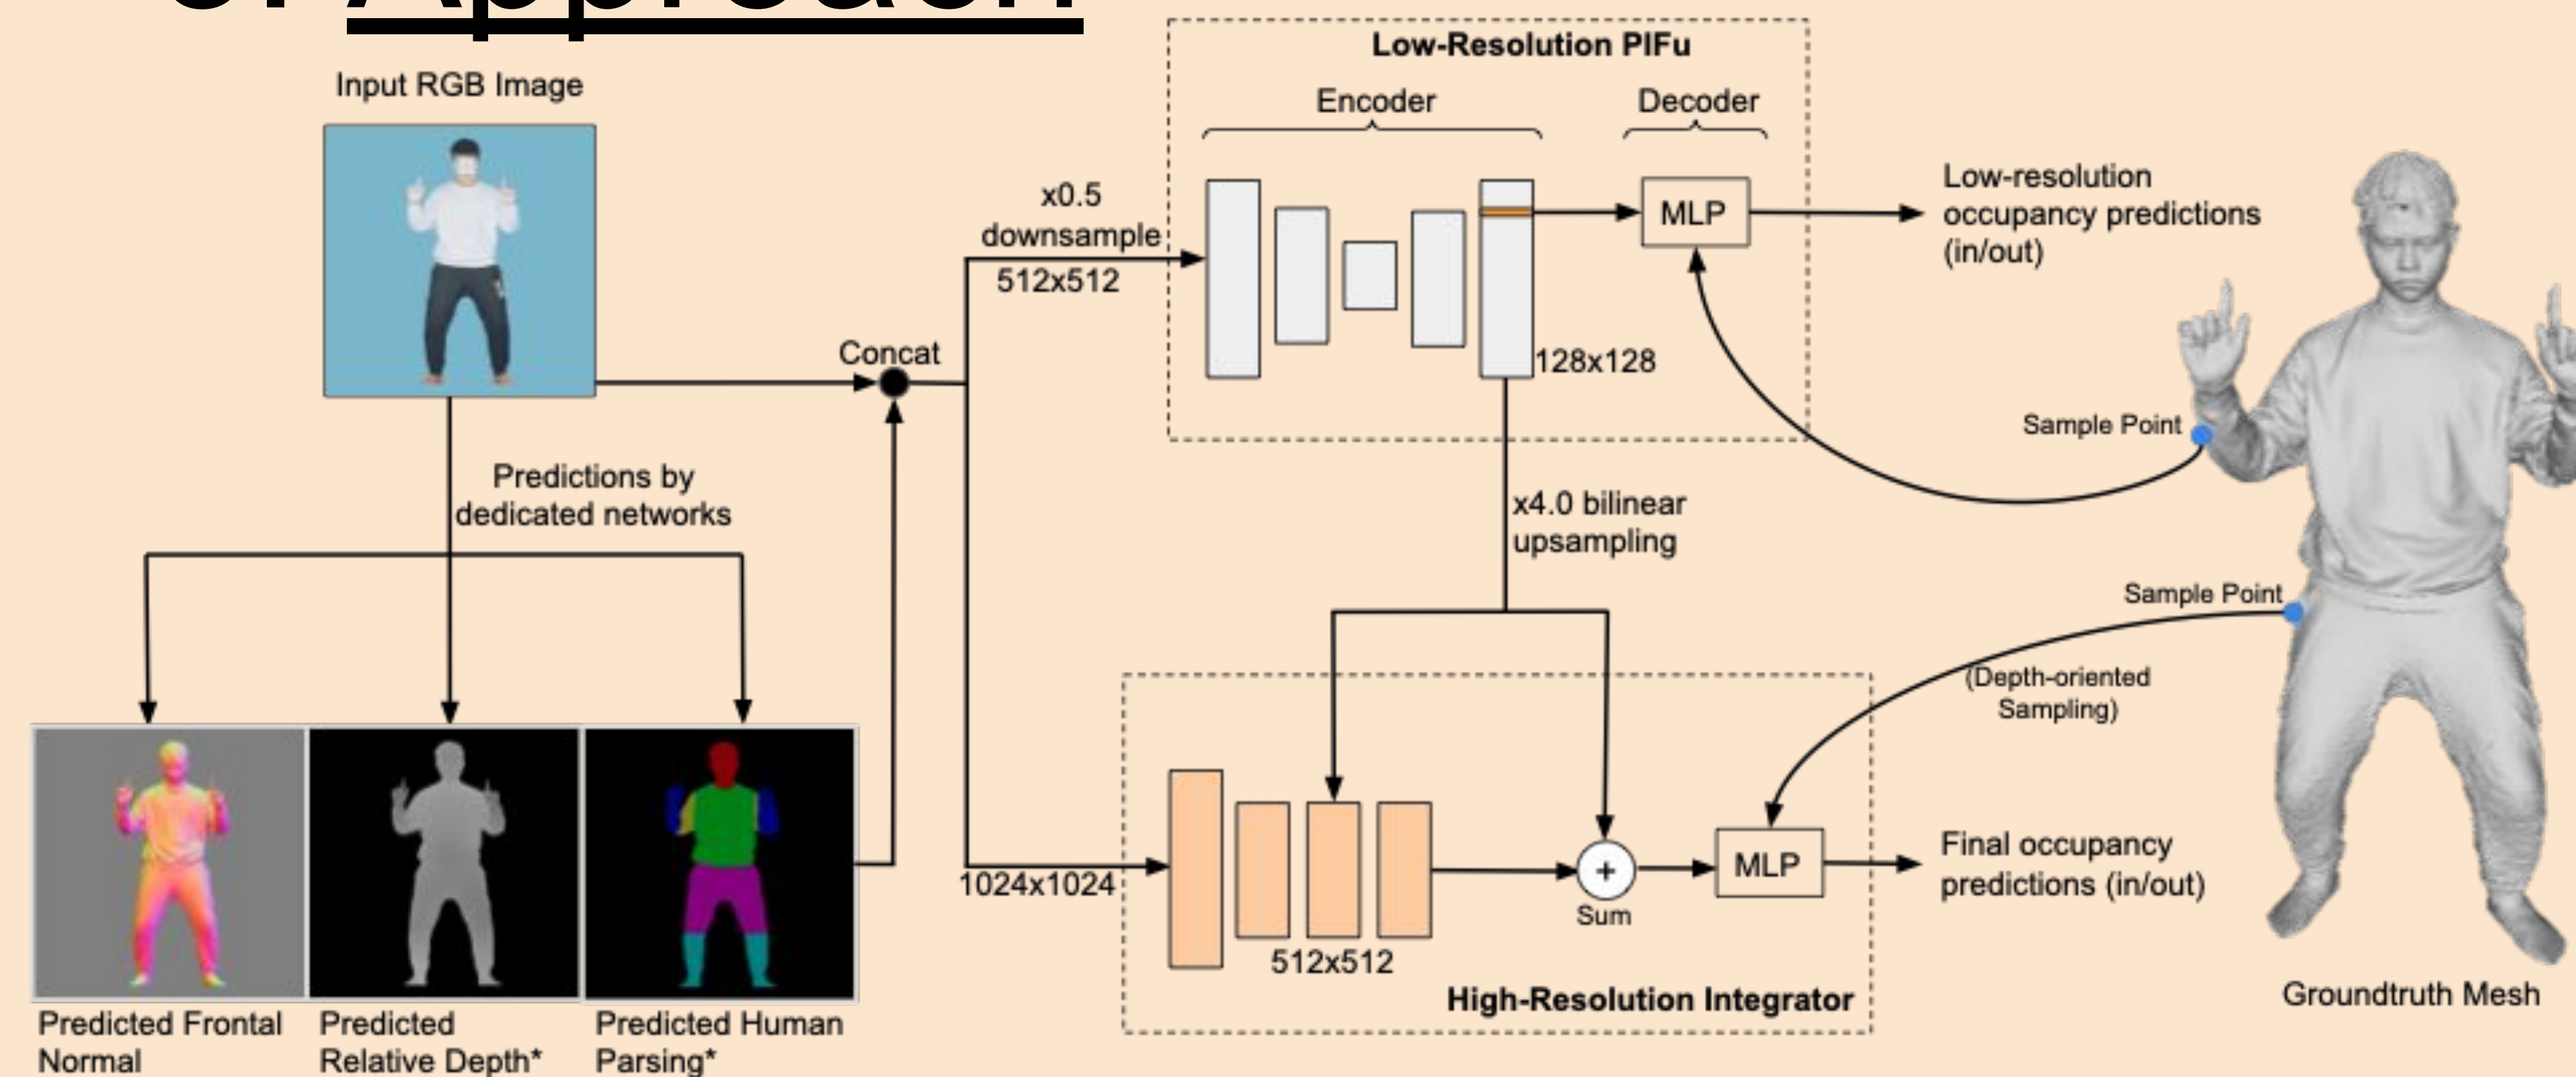 3. Approach
Input RGB Image
Predictions by
dedicated networks
Predicted Frontal
Normal
Predicted
Relative Depth*
Predicted Human
Parsing*
Concat
x0.5
downsample
512x512
1024x1024
Low-Resolution PIFu
Encoder
Decoder
MLP
128x128
Low-resolution
occupancy predictions
(in/out)
Sample Point
x4.0 bilinear
upsampling
Sample Point
(Depth-oriented
Sampling)
512x512
+
Sum
MLP
High-Resolution Integrator
Final occupancy
predictions (in/out)
Groundtruth Mesh